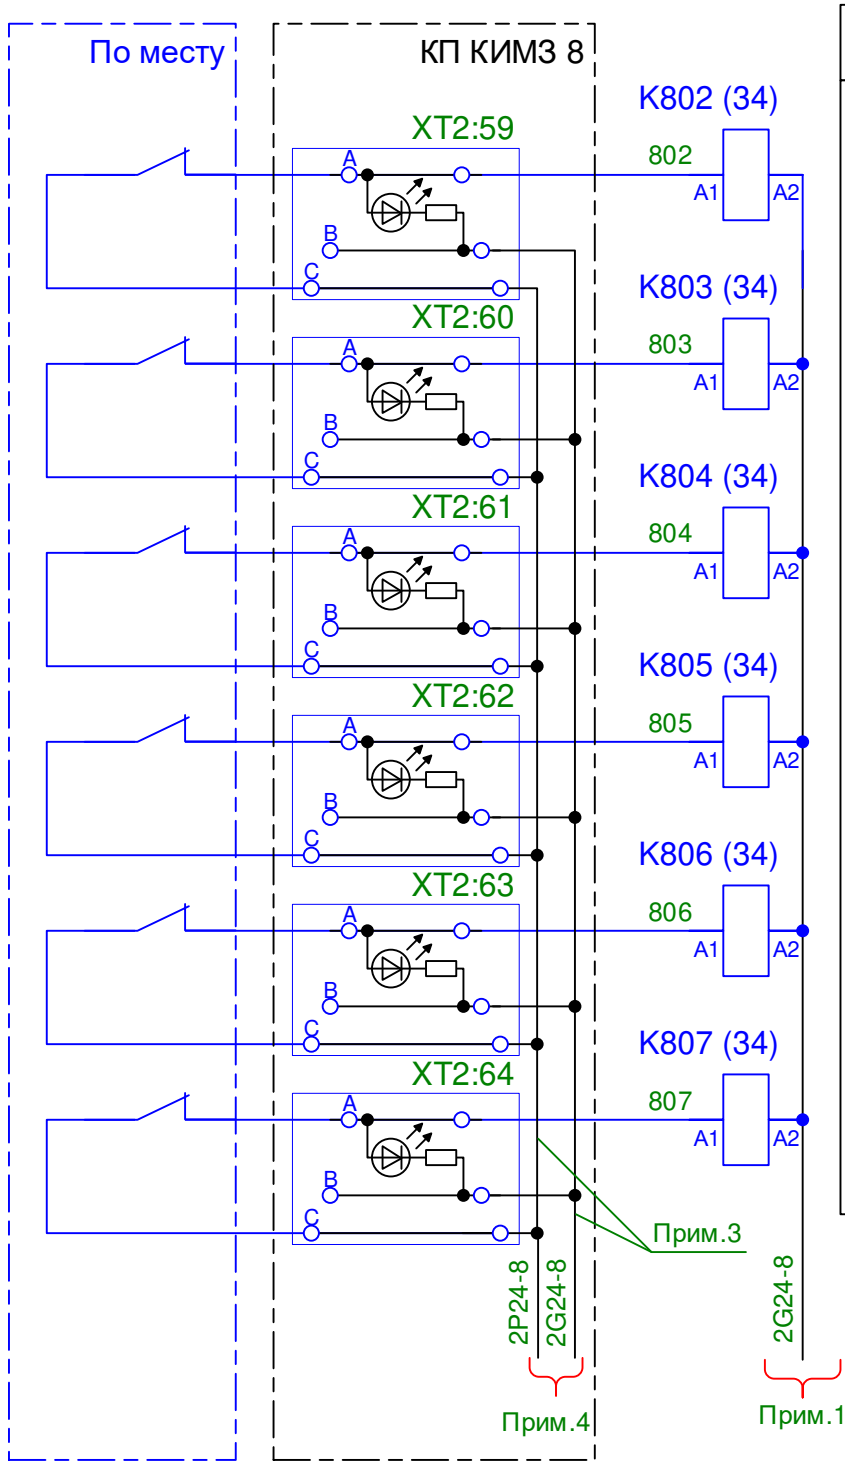 По месту
КП КИМЗ 8
K802 (34)
XT2:59
802
A
A1
A2
B
C
K803 (34)
XT2:60
803
A
A1
A2
B
C
K804 (34)
XT2:61
804
A
A1
A2
B
C
K805 (34)
XT2:62
805
A
A1
A2
B
C
K806 (34)
XT2:63
806
A
A1
A2
B
C
K807 (34)
XT2:64
807
A
A1
A2
B
C
Прим.3
2P24-8
2G24-8
2G24-8
Прим.4
Прим.1